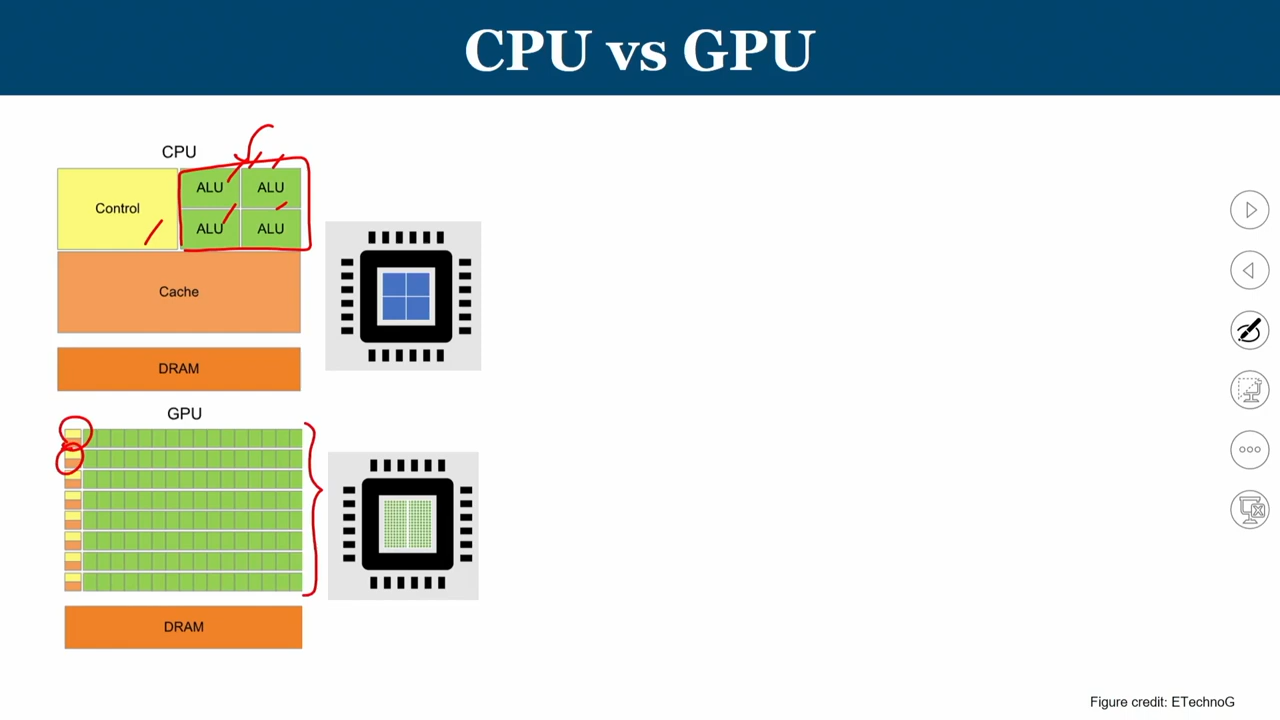 CPU vs GPU
CPU
Control
ALU
ALU
ALU
ALU
Cache
DRAM
GPU
DRAM
Figure credit: ETechnoG